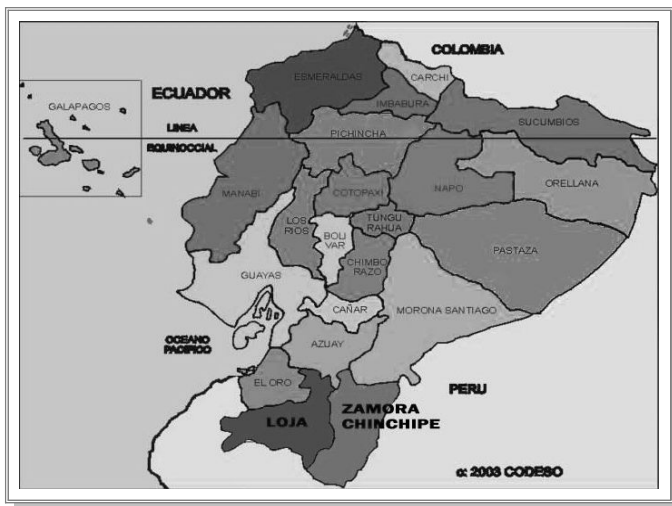 COLOMBIA
ESMERALDAS
CARCHI
ECUADOR
GALAPAGOS
IMBABURA
SUCUMBIOS
LINEA
EQUINOCCIAL
PICHINCHA
MANABI
COTOPAXI
NAPO
ORELLANA
LOS
RIOS
TUNGU
RAHUA
BOLI
VAR
PASTAZA
CHIMBO
RAZO
GUAYAS
CAÑAR
MORONA SANTIAGO
OCEANO
PACIFICO
AZUAY
EL ORO
PERU
ZAMORA
CHINCHIPE
LOJA
α: 2003 CODESO